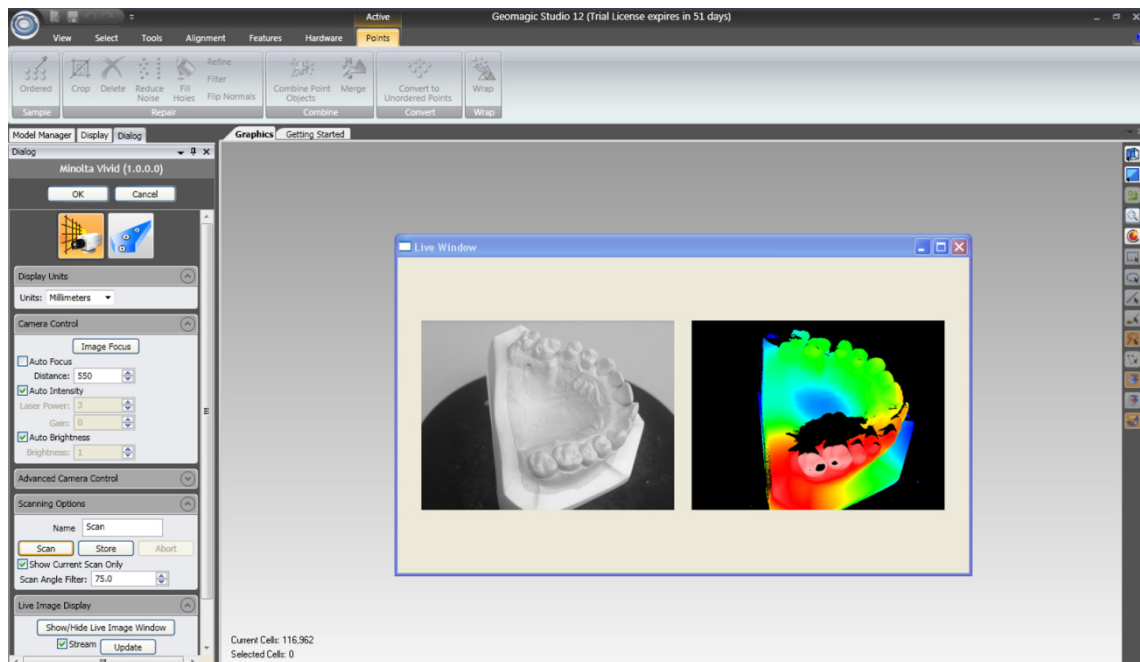 Active
Geomagic Studio 12 (Trial License expires in 51 days)
View Select Tools Alignment Features Hardware Points
Ordered
Crop
Delete
Reduce Noise
Fill Holes
Refine
Filter
Flip Normals
Combine Point Objects
Merge
Convert to Unordered Points
Wrap
Sample Repair Combine Convert Wrap
Model Manager Display Dialog
Graphics Getting Started
Dialog
Minolta Vivid (1.0.0.0)
OK Cancel
Display Units
Units: Millimeters
Camera Control
Image Focus
Auto Focus
Distance: 550
Auto Intensity
Laser Power: 3
Gain: 0
Auto Brightness
Brightness: 1
Advanced Camera Control
Scanning Options
Name Scan
Scan Store Abort
Show Current Scan Only
Scan Angle Filter: 75.0
Live Image Display
Show/Hide Live Image Window
Stream Update
Live Window
Current Cells: 116,962
Selected Cells: 0